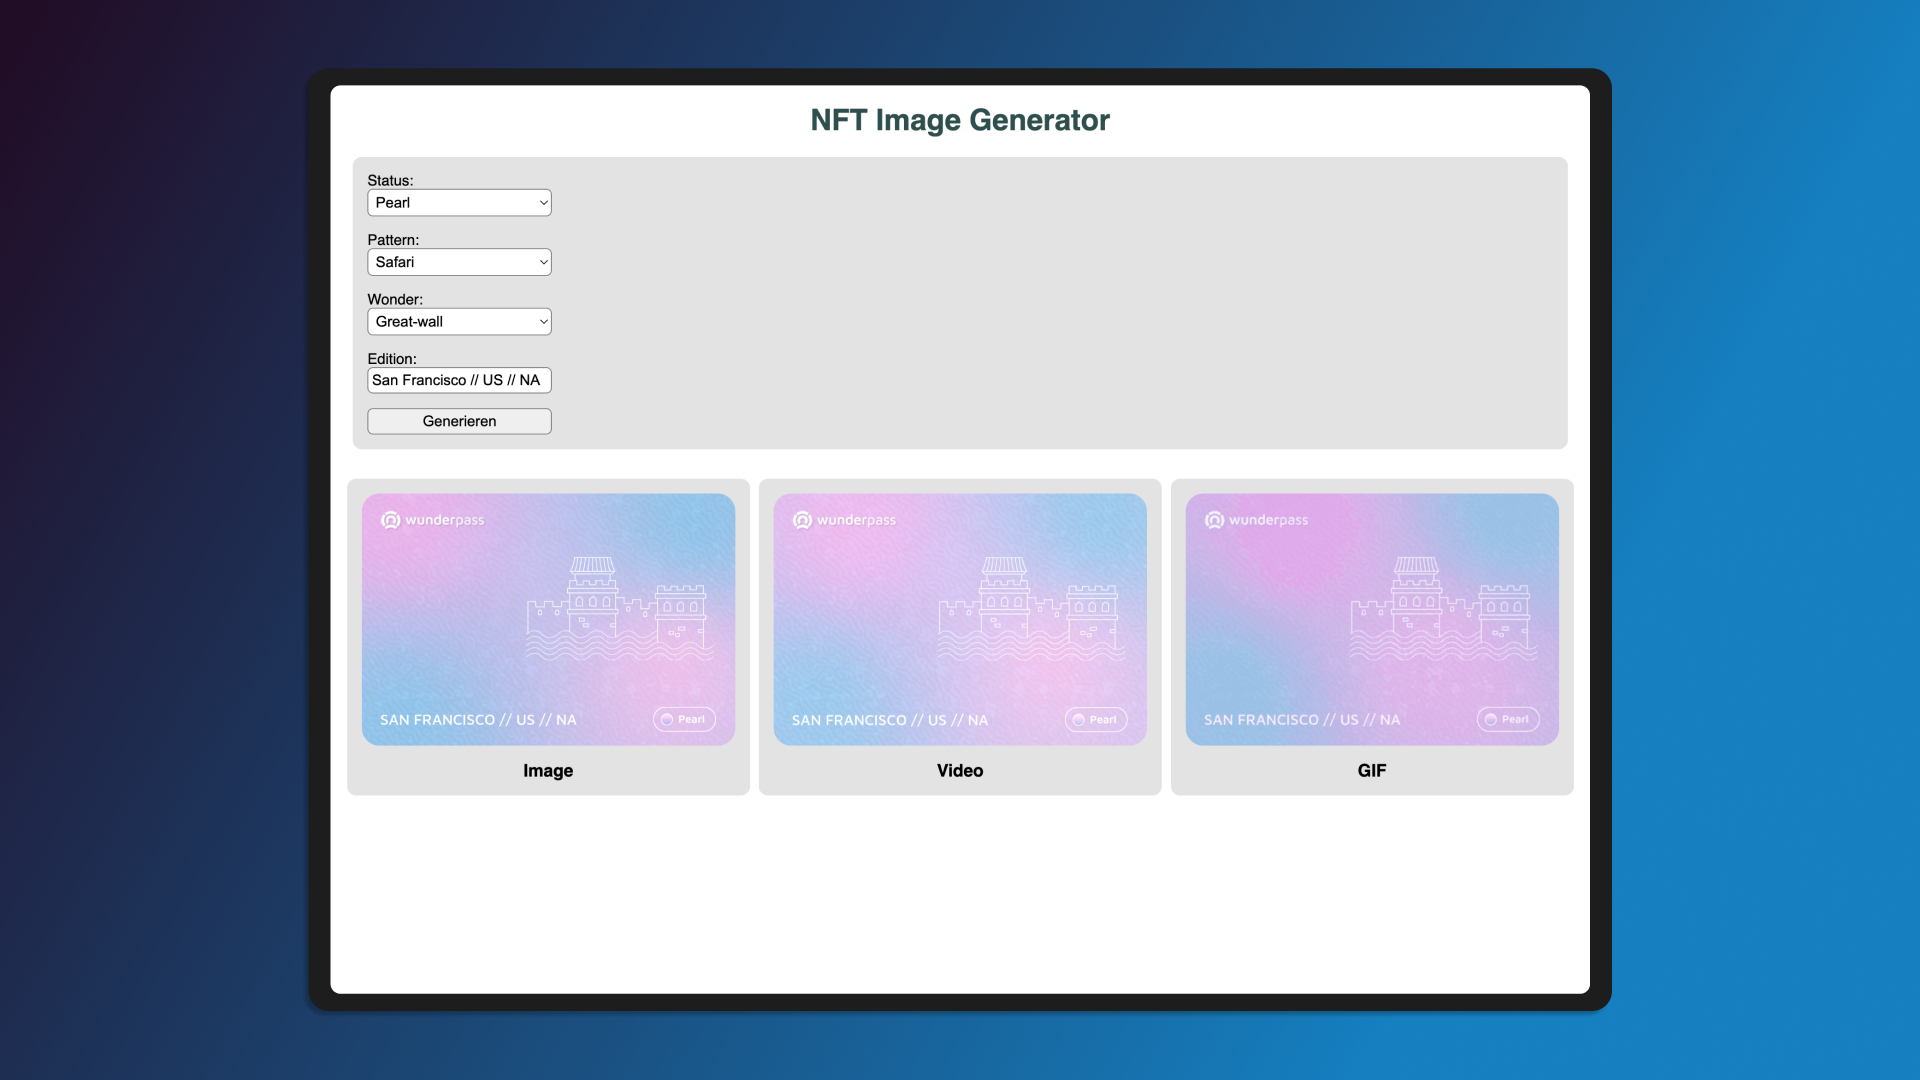 NFT Image Generator
Status:
Pearl
Pattern:
Safari
Wonder:
Great-wall
Edition:
San Francisco // US // NA
Generieren
wunderpass
SAN FRANCISCO // US // NA
Pearl
Image
wunderpass
SAN FRANCISCO // US // NA
Pearl
Video
wunderpass
SAN FRANCISCO // US // NA
Pearl
GIF